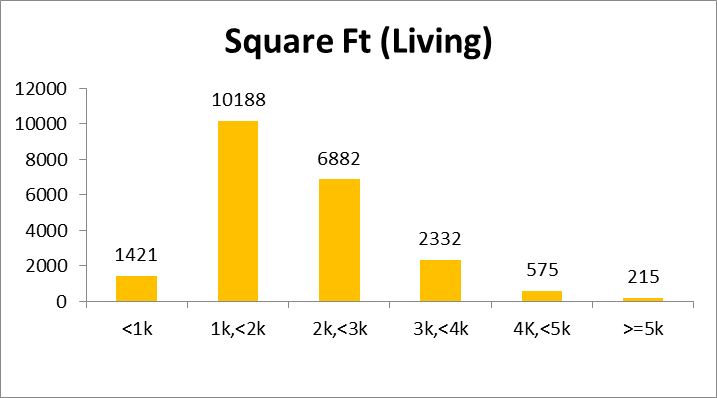 Square Ft (Living)
12000
10000
8000
6000
4000
2000
0
1421
10188
6882
2332
575
215
<1k
1k,<2k
2k,<3k
3k,<4k
4K,<5k
>=5k